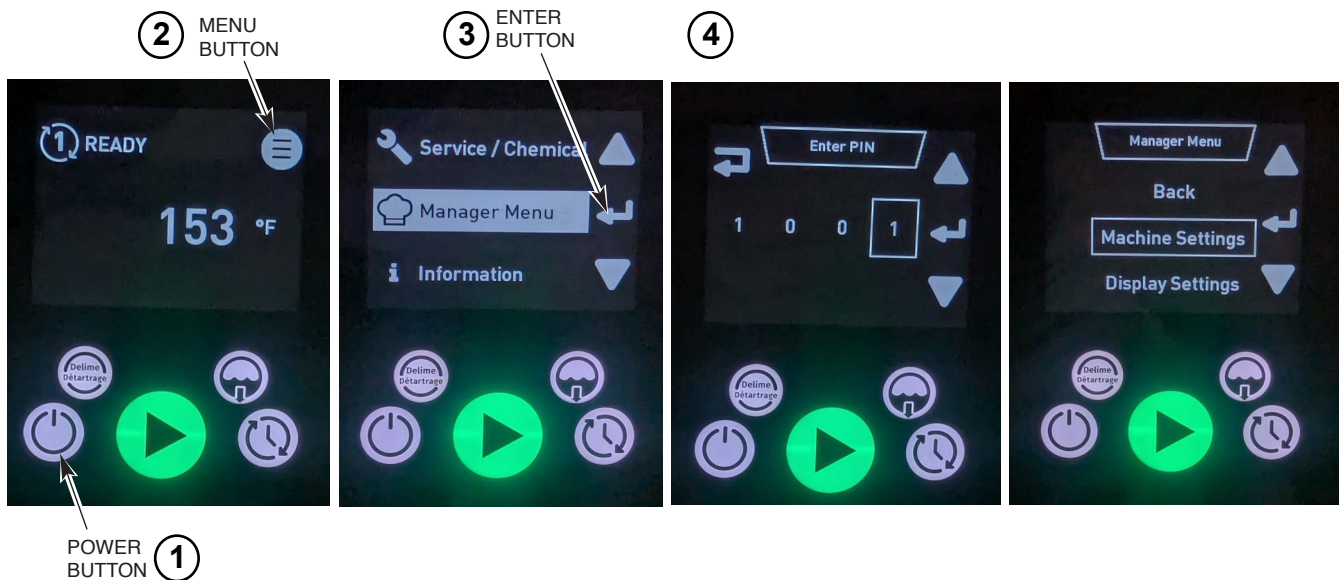 2 MENU
BUTTON
3 ENTER
BUTTON
4
1 READY
153 °F
Delime
Détartrage
POWER
BUTTON 1
Service / Chemical
Manager Menu
i Information
Delime
Détartrage
Enter PIN
1 0 0 1
Delime
Détartrage
Manager Menu
Back
Machine Settings
Display Settings
Delime
Détartrage